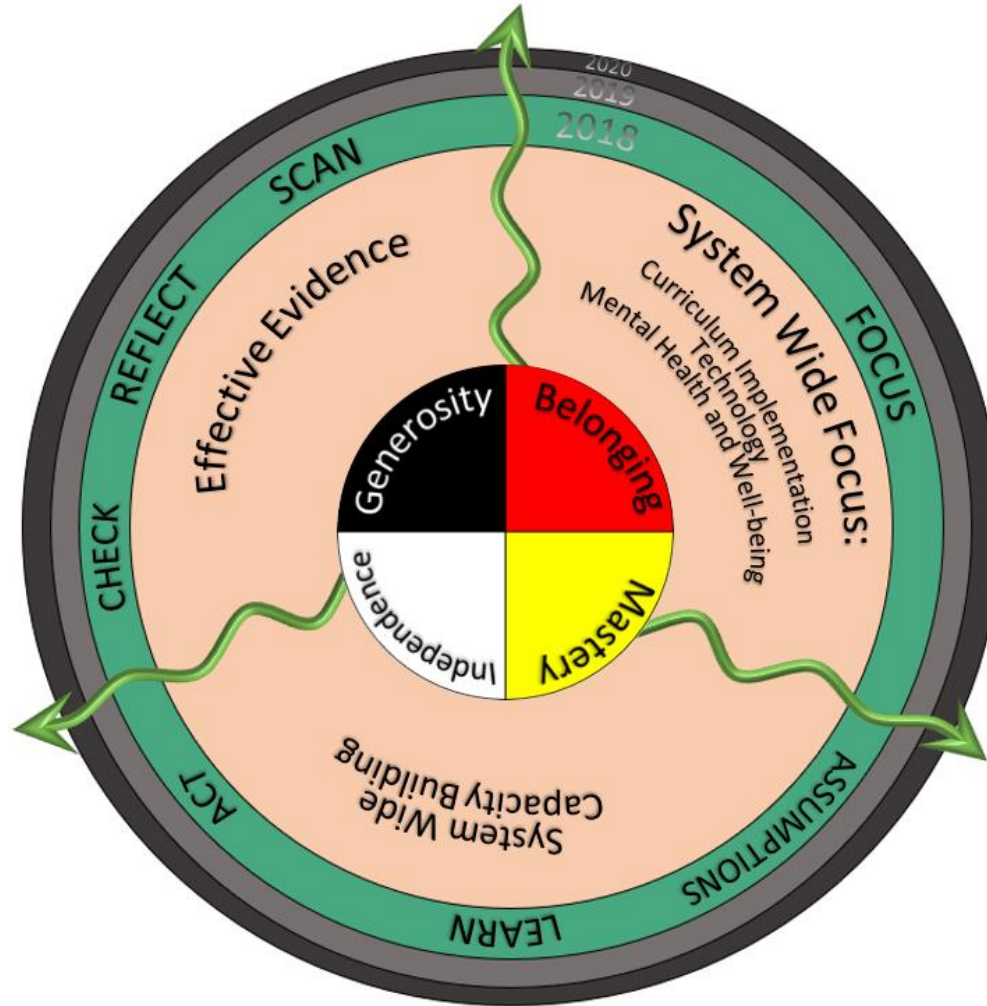 2020
2019
2018
SCAN
FOCUS
ASSUMPTIONS
LEARN
ACT
CHECK
REFLECT
Effective Evidence
System Wide Focus:
Curriculum Implementation
Technology
Mental Health and Well-being
System Wide
Capacity Building
Generosity
Belonging
Mastery
Independence